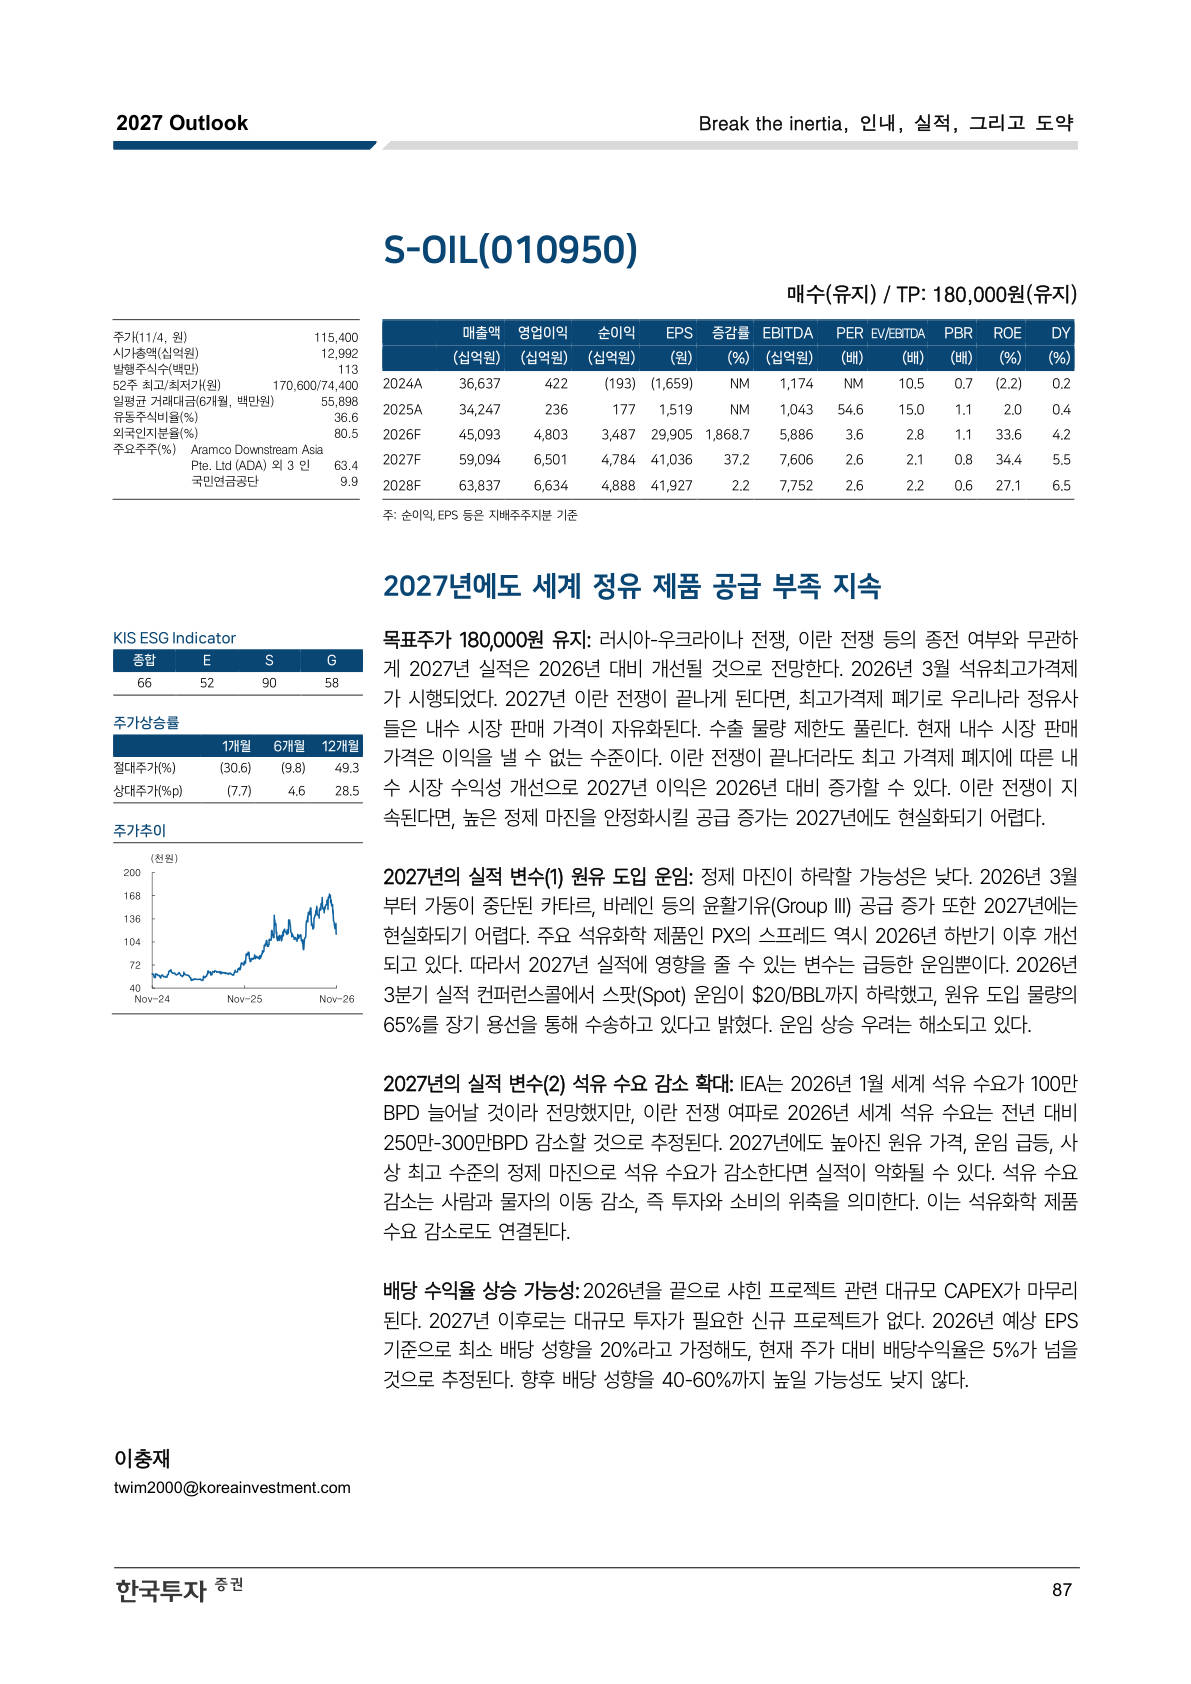 2027 Outlook
Break the inertia, 인내, 실적, 그리고 도약
S-OIL(010950)
매수(유지) / TP: 180,000원(유지)
주가(11/4, 원) 115,400
시가총액(십억원) 12,992
발행주식수(백만) 113
52주 최고/최저가(원) 170,600/74,400
일평균 거래대금(6개월, 백만원) 55,898
유동주식비율(%) 36.6
외국인지분율(%) 80.5
주요주주(%) Aramco Downstream Asia
Pte. Ltd (ADA) 외 3 인 63.4
국민연금공단 9.9
매출액 영업이익 순이익 EPS 증감률 EBITDA PER EV/EBITDA PBR ROE DY
(십억원) (십억원) (십억원) (원) (%) (십억원) (배) (배) (배) (%) (%)
2024A 36,637 422 (193) (1,659) NM 1,174 NM 10.5 0.7 (2.2) 0.2
2025A 34,247 236 177 1,519 NM 1,043 54.6 15.0 1.1 2.0 0.4
2026F 45,093 4,803 3,487 29,905 1,868.7 5,886 3.6 2.8 1.1 33.6 4.2
2027F 59,094 6,501 4,784 41,036 37.2 7,606 2.6 2.1 0.8 34.4 5.5
2028F 63,837 6,634 4,888 41,927 2.2 7,752 2.6 2.2 0.6 27.1 6.5
주: 순이익, EPS 등은 지배주주지분 기준
2027년에도 세계 정유 제품 공급 부족 지속
KIS ESG Indicator
종합 E S G
66 52 90 58
주가상승률
1개월 6개월 12개월
절대주가(%) (30.6) (9.8) 49.3
상대주가(%p) (7.7) 4.6 28.5
주가추이
(천원)
200
168
136
104
72
40
Nov-24 Nov-25 Nov-26
목표주가 180,000원 유지: 러시아-우크라이나 전쟁, 이란 전쟁 등의 종전 여부와 무관하
게 2027년 실적은 2026년 대비 개선될 것으로 전망한다. 2026년 3월 석유최고가격제
가 시행되었다. 2027년 이란 전쟁이 끝나게 된다면, 최고가격제 폐기로 우리나라 정유사
들은 내수 시장 판매 가격이 자유화된다. 수출 물량 제한도 풀린다. 현재 내수 시장 판매
가격은 이익을 낼 수 없는 수준이다. 이란 전쟁이 끝나더라도 최고 가격제 폐지에 따른 내
수 시장 수익성 개선으로 2027년 이익은 2026년 대비 증가할 수 있다. 이란 전쟁이 지
속된다면, 높은 정제 마진을 안정화시킬 공급 증가는 2027년에도 현실화되기 어렵다.
2027년의 실적 변수(1) 원유 도입 운임: 정제 마진이 하락할 가능성은 낮다. 2026년 3월
부터 가동이 중단된 카타르, 바레인 등의 윤활기유(Group III) 공급 증가 또한 2027년에는
현실화되기 어렵다. 주요 석유화학 제품인 PX의 스프레드 역시 2026년 하반기 이후 개선
되고 있다. 따라서 2027년 실적에 영향을 줄 수 있는 변수는 급등한 운임뿐이다. 2026년
3분기 실적 컨퍼런스콜에서 스팟(Spot) 운임이 $20/BBL까지 하락했고, 원유 도입 물량의
65%를 장기 용선을 통해 수송하고 있다고 밝혔다. 운임 상승 우려는 해소되고 있다.
2027년의 실적 변수(2) 석유 수요 감소 확대: IEA는 2026년 1월 세계 석유 수요가 100만
BPD 늘어날 것이라 전망했지만, 이란 전쟁 여파로 2026년 세계 석유 수요는 전년 대비
250만-300만BPD 감소할 것으로 추정된다. 2027년에도 높아진 원유 가격, 운임 급등, 사
상 최고 수준의 정제 마진으로 석유 수요가 감소한다면 실적이 악화될 수 있다. 석유 수요
감소는 사람과 물자의 이동 감소, 즉 투자와 소비의 위축을 의미한다. 이는 석유화학 제품
수요 감소로도 연결된다.
배당 수익율 상승 가능성: 2026년을 끝으로 샤힌 프로젝트 관련 대규모 CAPEX가 마무리
된다. 2027년 이후로는 대규모 투자가 필요한 신규 프로젝트가 없다. 2026년 예상 EPS
기준으로 최소 배당 성향을 20%라고 가정해도, 현재 주가 대비 배당수익율은 5%가 넘을
것으로 추정된다. 향후 배당 성향을 40-60%까지 높일 가능성도 낮지 않다.
이충재
twim2000@koreainvestment.com
한국투자 증권
87